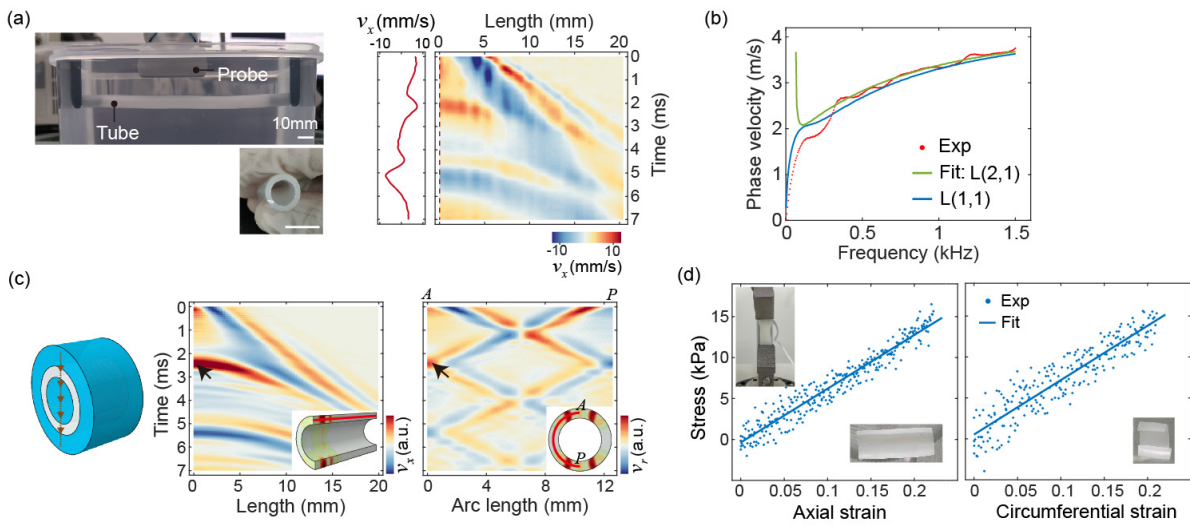 (a)
Probe
Tube
10mm
v_x (mm/s)
-10 10
Length (mm)
0 5 10 15 20
0
1
2
3
4
5
6
7
Time (ms)
-10 10
v_x (mm/s)
(b)
Phase velocity (m/s)
4
3
2
1
0
0 0.5 1 1.5
Frequency (kHz)
Exp
Fit: L(2,1)
L(1,1)
(c)
Time (ms)
0
1
2
3
4
5
6
7
0 5 10 15 20
Length (mm)
v_x (a.u.)
A P
0 4 8 12
Arc length (mm)
A
P
v_r (a.u.)
(d)
Stress (kPa)
15
10
5
0
-5
0 0.05 0.1 0.15 0.2
Axial strain
Exp
Fit
0 0.05 0.1 0.15 0.2
Circumferential strain